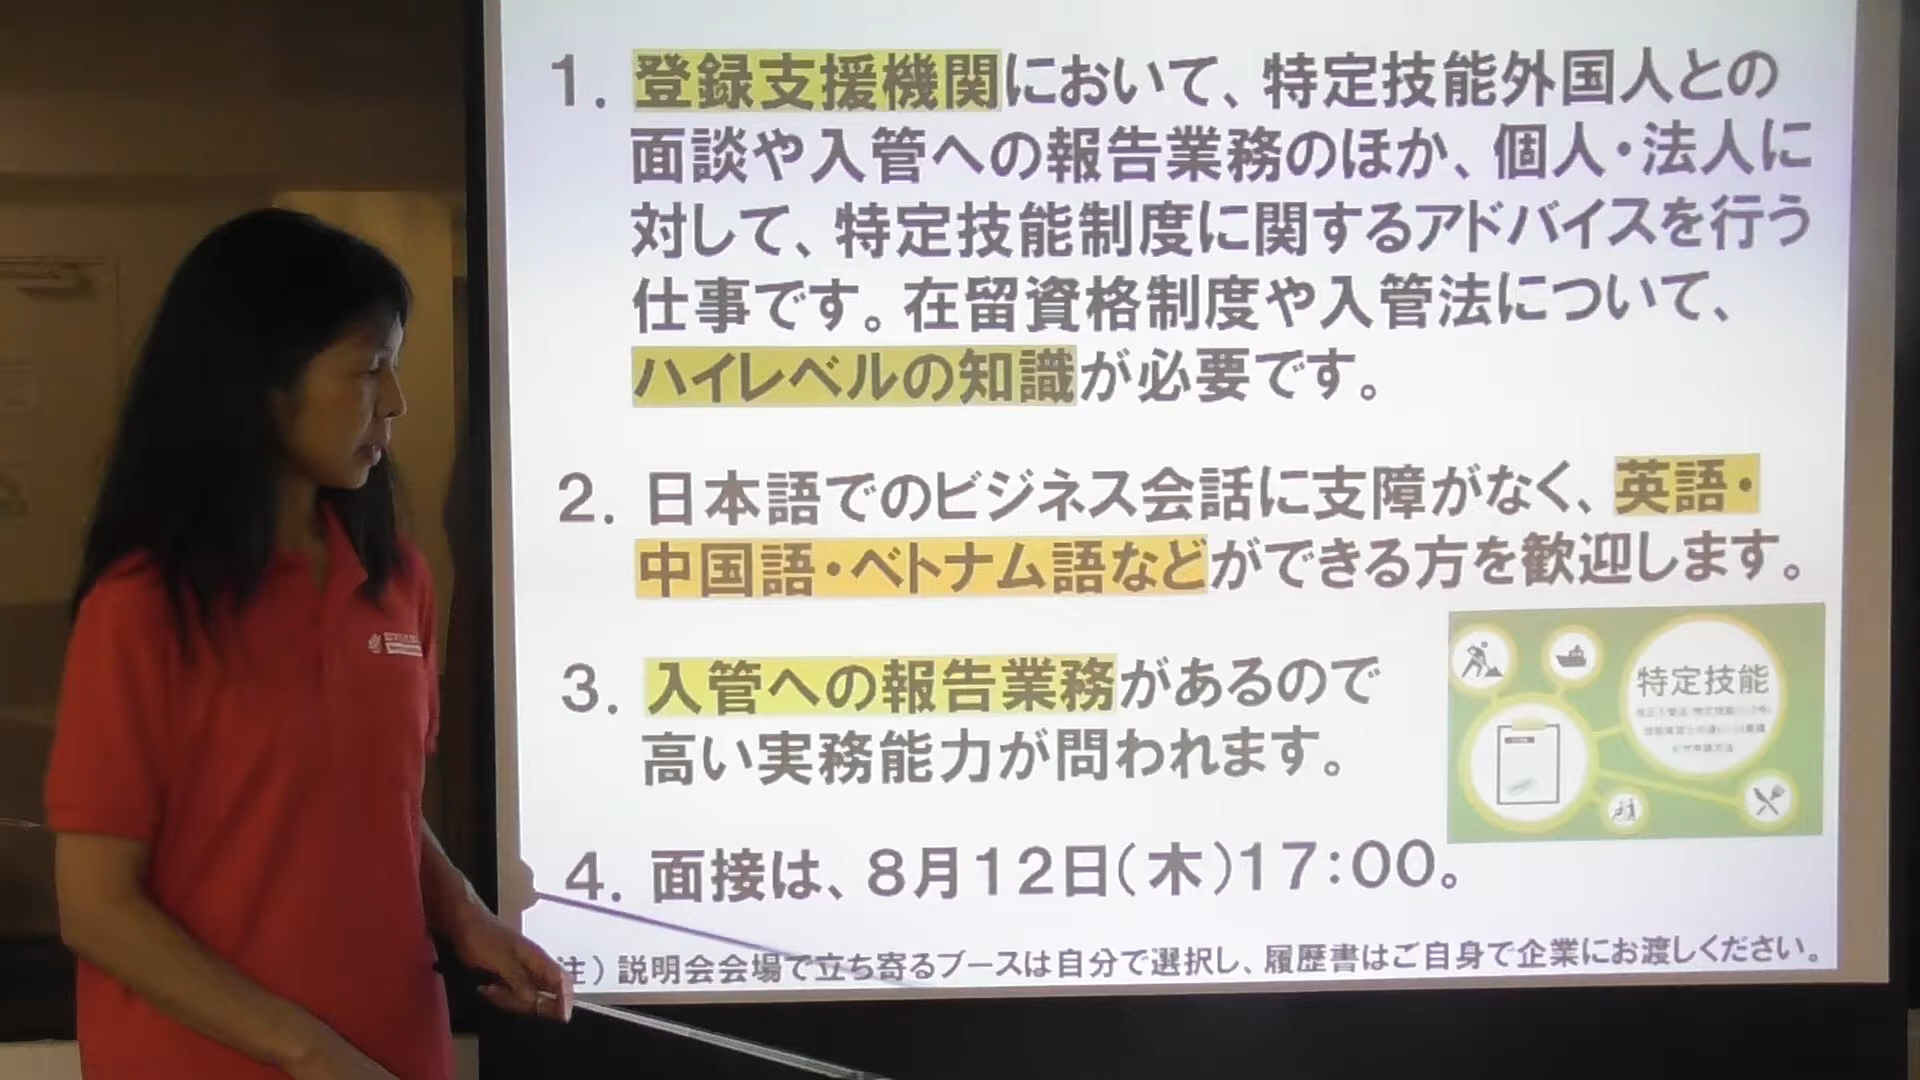 1. 登録支援機関において、特定技能外国人との
面談や入管への報告業務のほか、個人・法人に
対して、特定技能制度に関するアドバイスを行う
仕事です。在留資格制度や入管法について、
ハイレベルの知識が必要です。
2. 日本語でのビジネス会話に支障がなく、英語・
中国語・ベトナム語などができる方を歓迎します。
3. 入管への報告業務があるので
高い実務能力が問われます。
特定技能
4. 面接は、8月12日(木)17:00。
注)説明会会場で立ち寄るブースは自分で選択し、履歴書はご自身で企業にお渡しください。